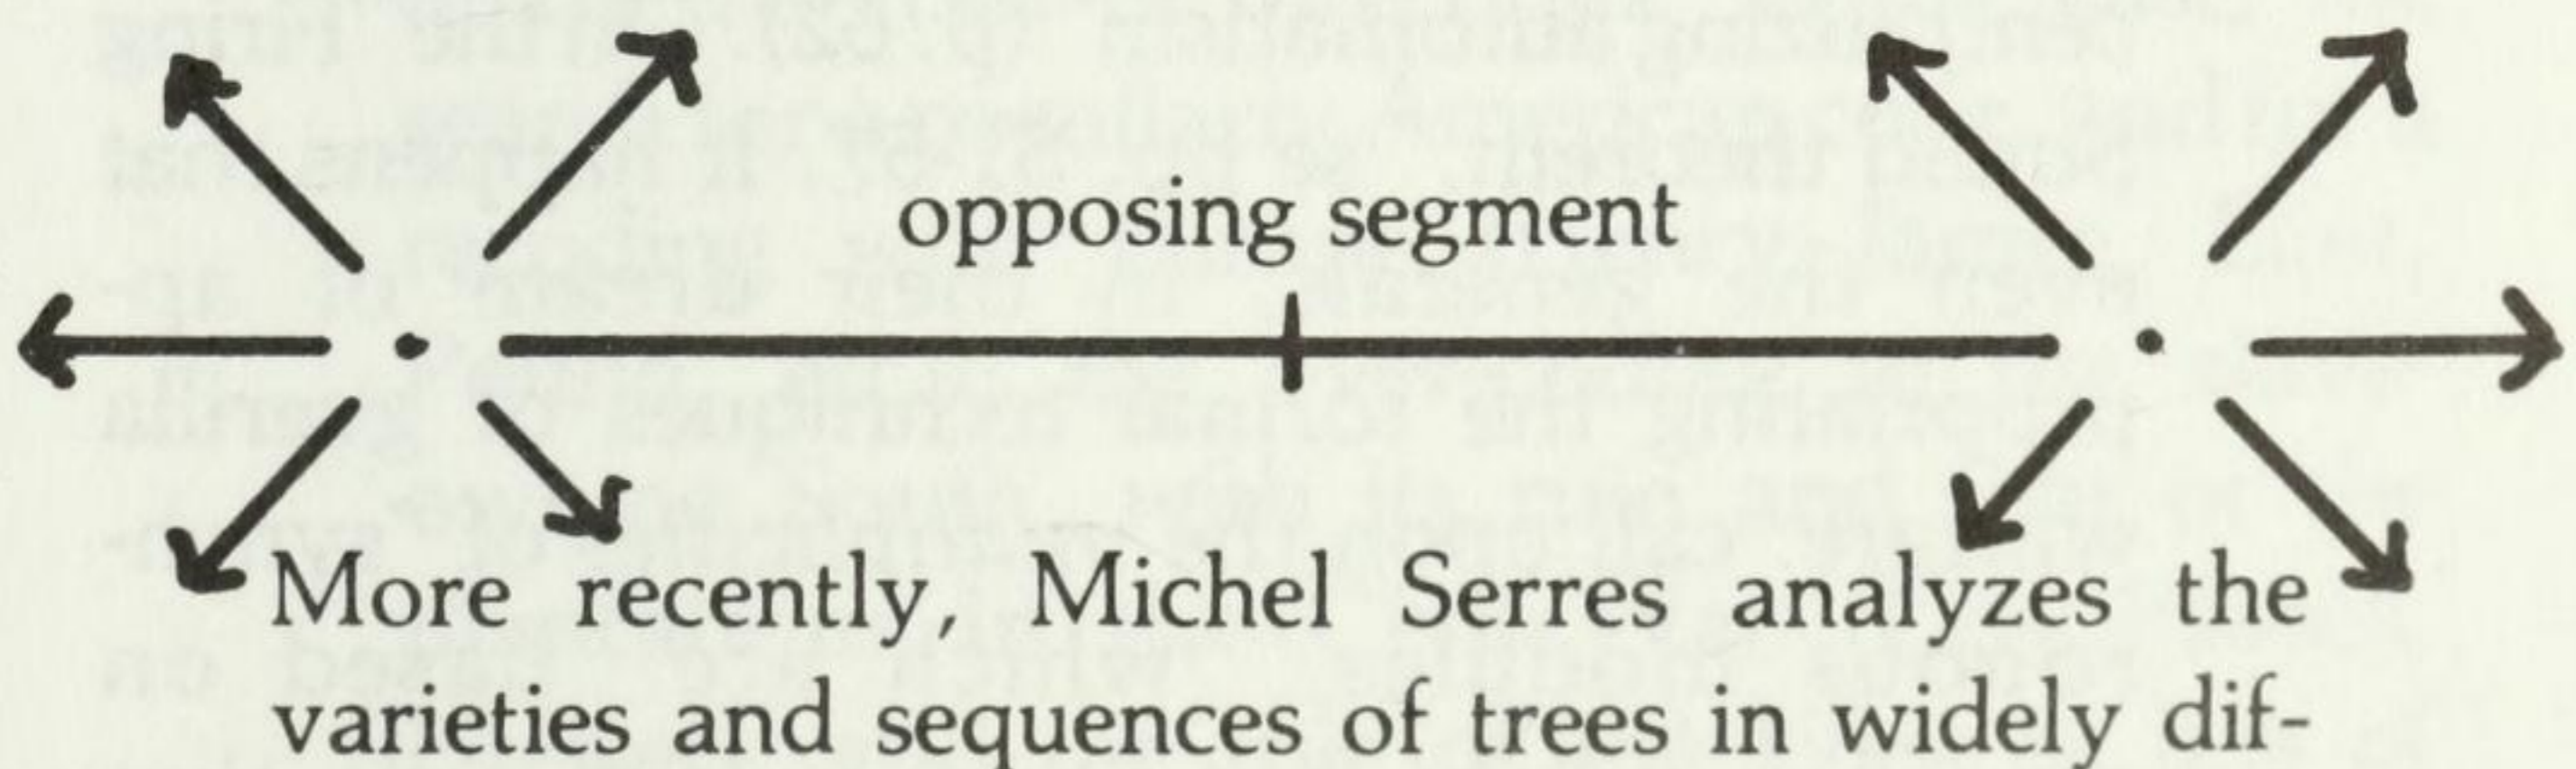 opposing segment
More recently, Michel Serres analyzes the
varieties and sequences of trees in widely dif-